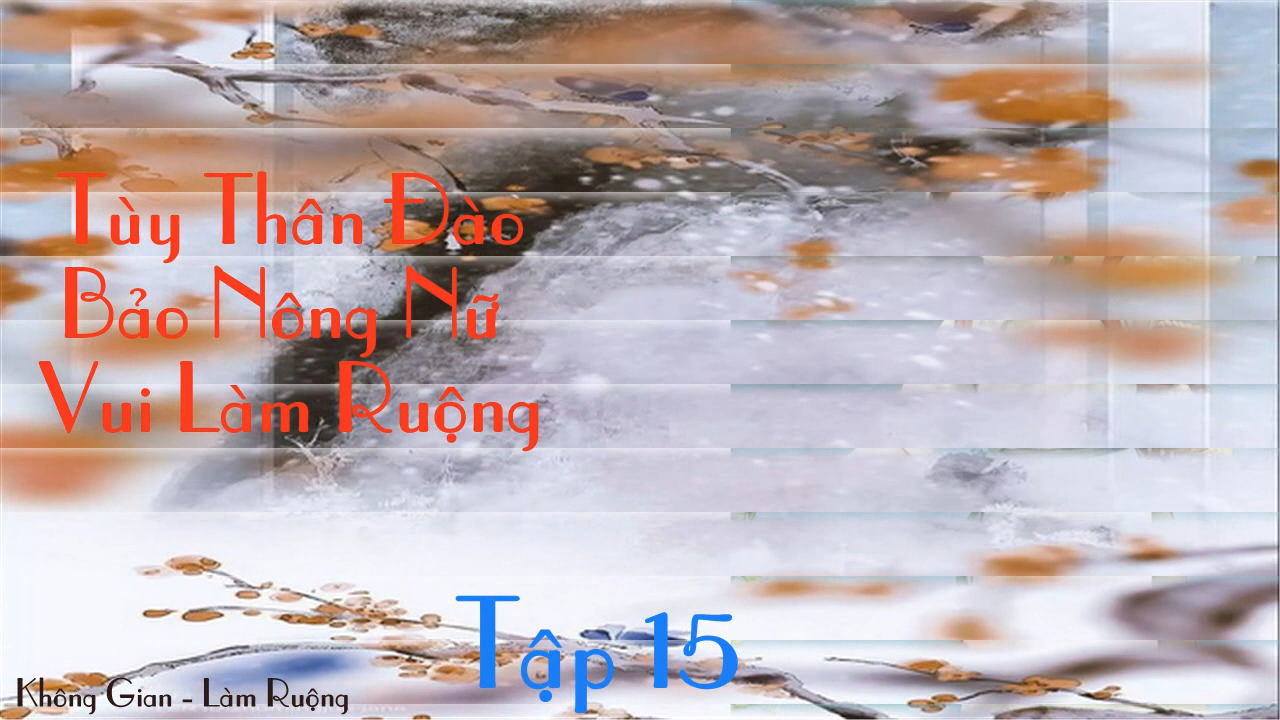 Tùy Thân Đào
Bảo Nông Nữ
Vui Làm Ruộng
Tập 15
Không Gian - Làm Ruộng